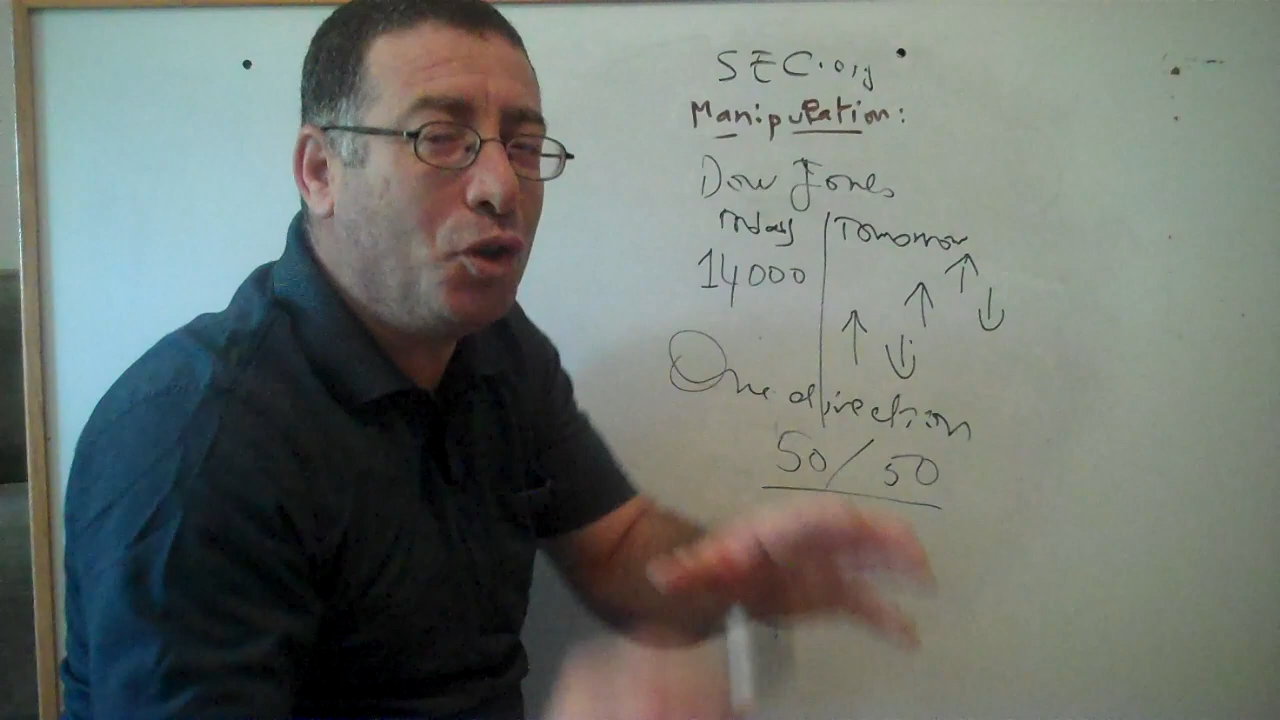 SEC.org
Manipulation:
Dow Jones
Today | Tomorrow
14000
One direction
50/50